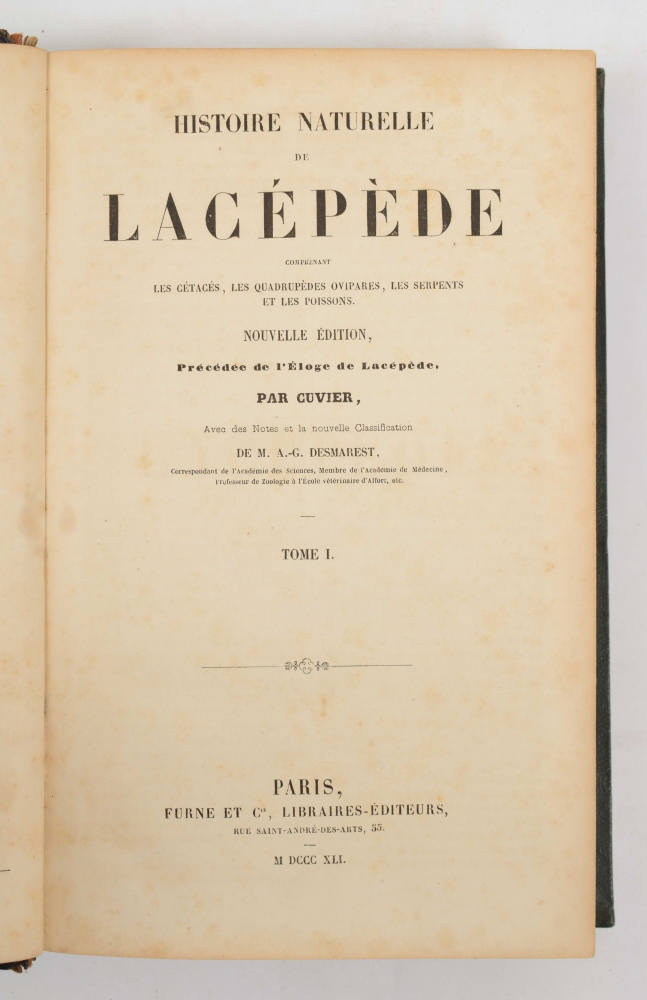 HISTOIRE NATURELLE
DE
LACÉPÈDE
COMPRENANT
LES CÉTACÉS, LES QUADRUPÈDES OVIPARES, LES SERPENTS
ET LES POISSONS.
NOUVELLE ÉDITION,
Précédée de l'Éloge de Lacépède,
PAR CUVIER,
Avec des Notes et la nouvelle Classification
DE M. A.-G. DESMAREST,
Correspondant de l'Académie des Sciences, Membre de l'Académie de Médecine,
Professeur de Zoologie à l'École vétérinaire d'Alfort, etc.
TOME I.
PARIS,
FURNE ET Cie, LIBRAIRES-ÉDITEURS,
RUE SAINT-ANDRÉ-DES-ARTS, 55.
M DCCC XLI.